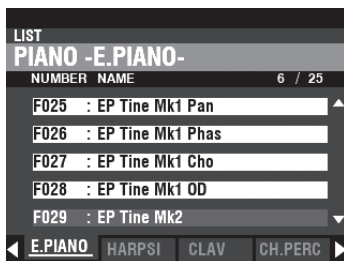 LIST
PIANO -E.PIANO-
NUMBER NAME 6 / 25
F025 : EP Tine Mk1 Pan
F026 : EP Tine Mk1 Phas
F027 : EP Tine Mk1 Cho
F028 : EP Tine Mk1 OD
F029 : EP Tine Mk2
E.PIANO HARPSI CLAV CH.PERC